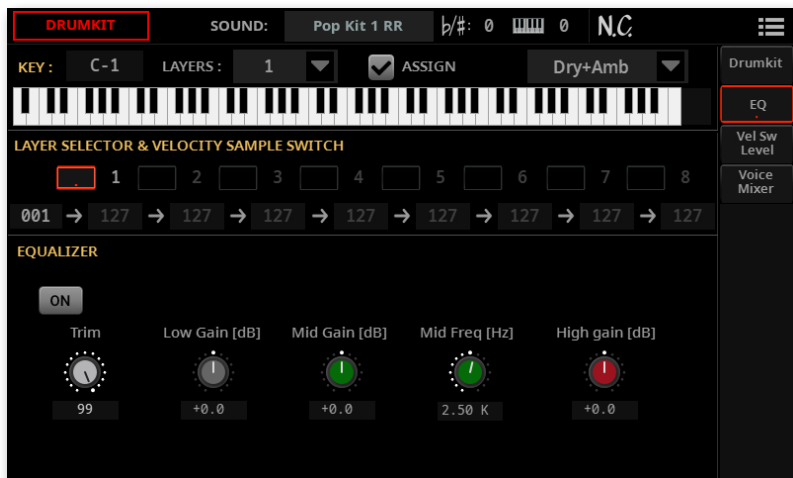 DRUMKIT SOUND: Pop Kit 1 RR ♭/#: 0 0 N.C.
KEY : C-1 LAYERS : 1 ASSIGN Dry+Amb
Drumkit
EQ
Vel Sw
Level
Voice
Mixer
LAYER SELECTOR & VELOCITY SAMPLE SWITCH
1 2 3 4 5 6 7 8
001 → 127 → 127 → 127 → 127 → 127 → 127 → 127 → 127
EQUALIZER
ON
Trim Low Gain [dB] Mid Gain [dB] Mid Freq [Hz] High gain [dB]
99 +0.0 +0.0 2.50 K +0.0